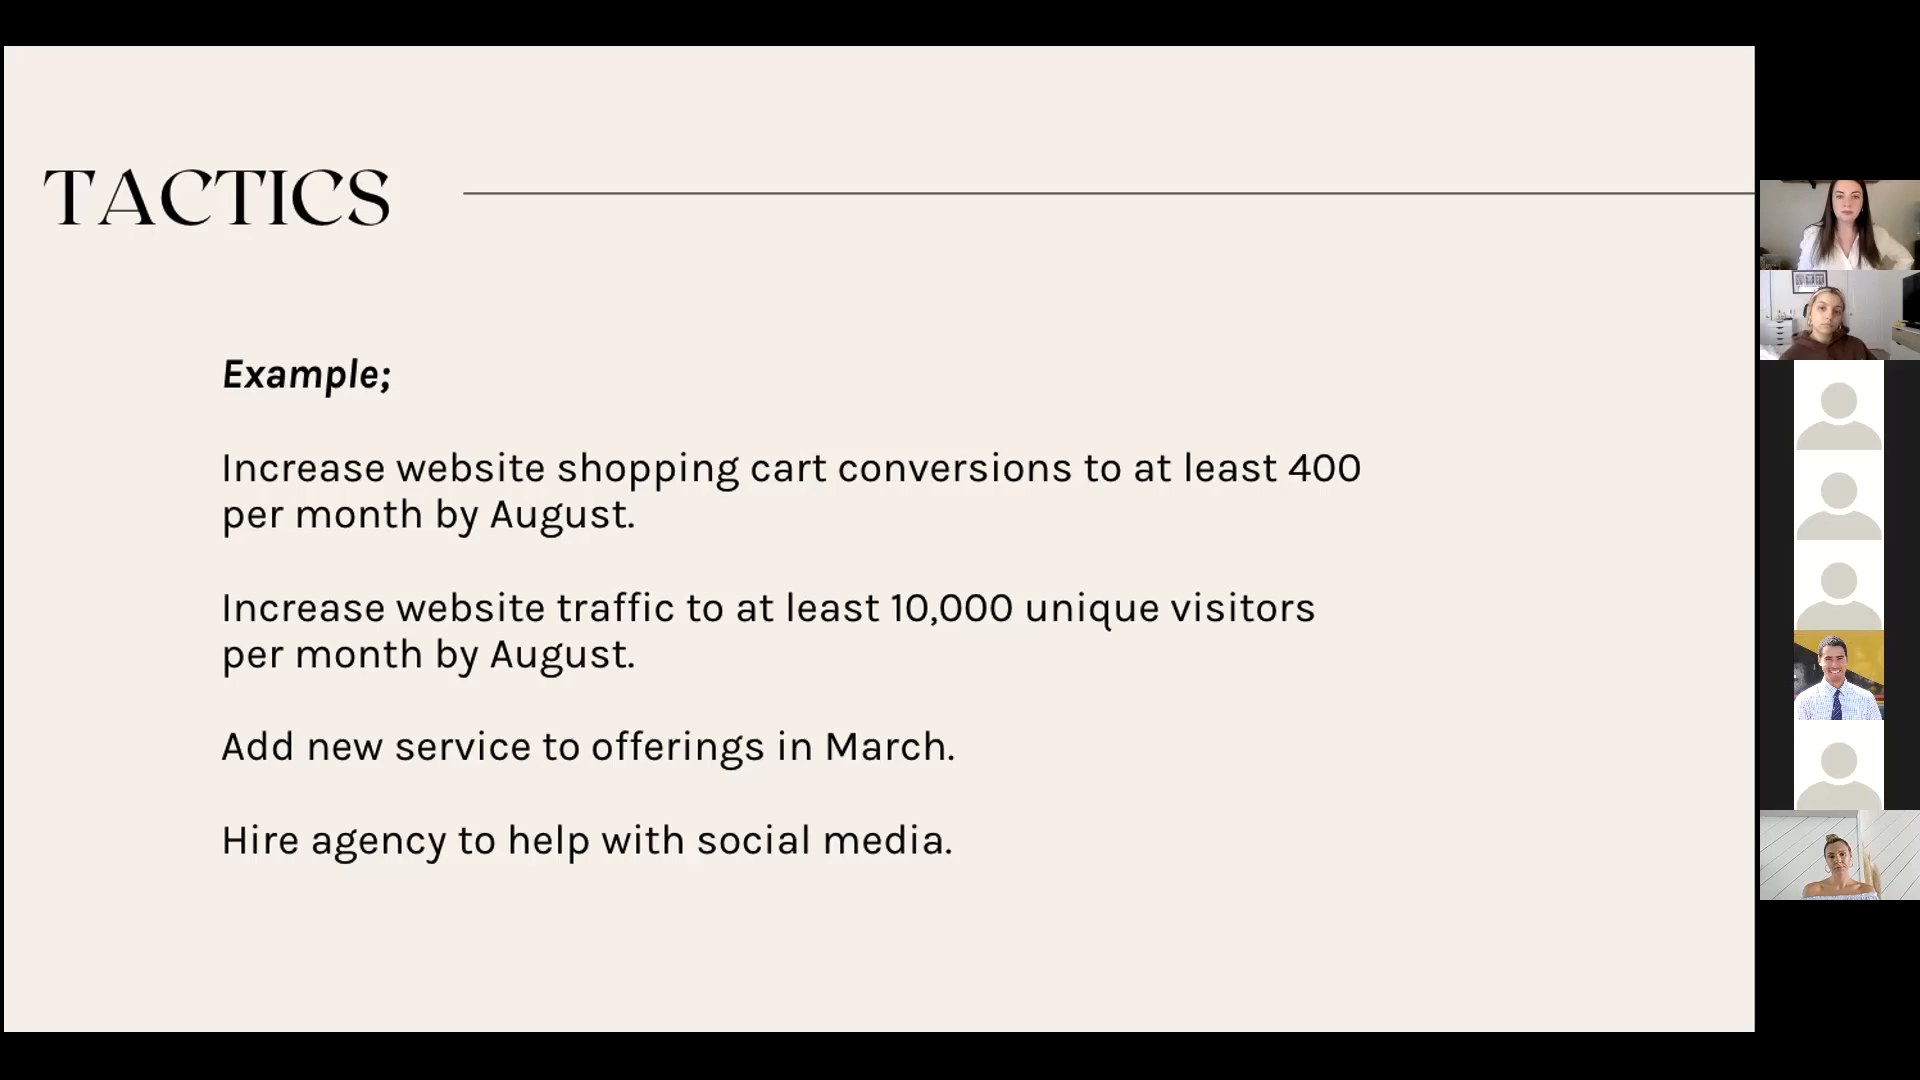 TACTICS
Example;
Increase website shopping cart conversions to at least 400
per month by August.
Increase website traffic to at least 10,000 unique visitors
per month by August.
Add new service to offerings in March.
Hire agency to help with social media.